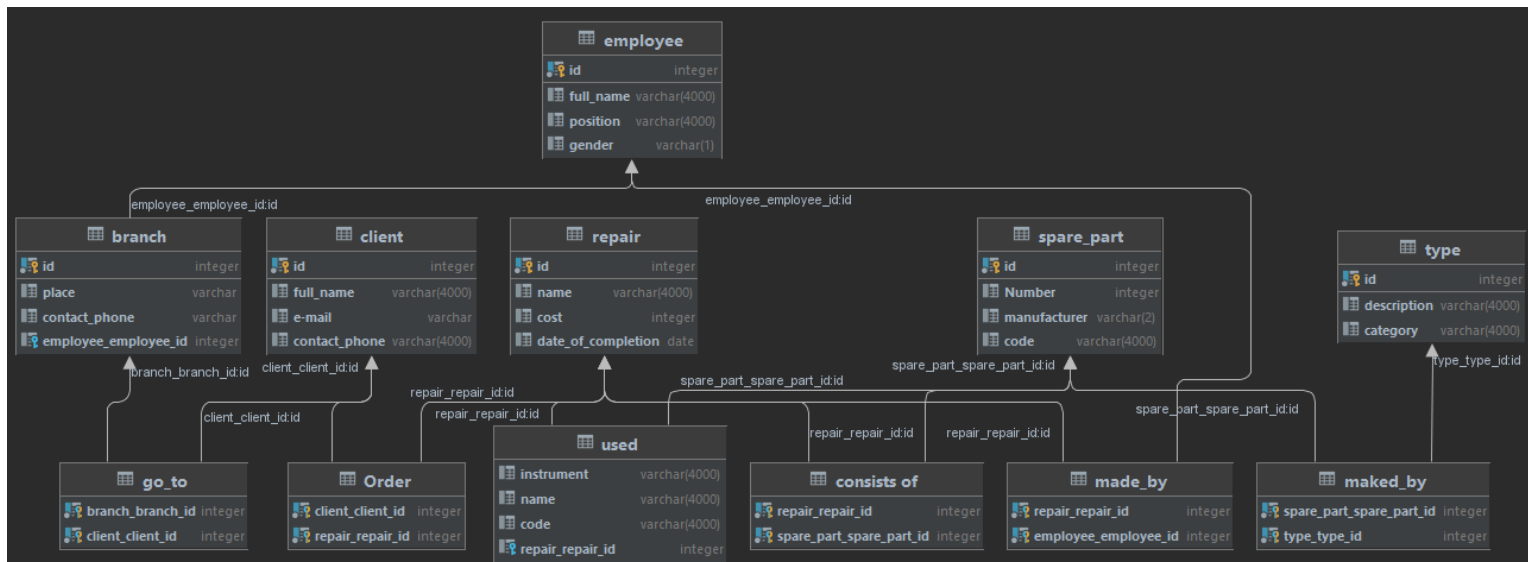 employee
id integer
full_name varchar(4000)
position varchar(4000)
gender varchar(1)
employee_employee_id:id
employee_employee_id:id
branch
id integer
place varchar
contact_phone varchar
employee_employee_id integer
client
id integer
full_name varchar(4000)
e-mail varchar
contact_phone varchar(4000)
repair
id integer
name varchar(4000)
cost integer
date_of_completion date
spare_part
id integer
Number integer
manufacturer varchar(2)
code varchar(4000)
type
id integer
description varchar(4000)
category varchar(4000)
branch_branch_id:id
client_client_id:id
spare_part_spare_part_id:id
type_type_id:id
repair_repair_id:id
spare_part_spare_part_id:id
client_client_id:id
repair_repair_id:id
spare_part_spare_part_id:id
repair_repair_id:id
repair_repair_id:id
go_to
branch_branch_id integer
client_client_id integer
Order
client_client_id integer
repair_repair_id integer
used
instrument varchar(4000)
name varchar(4000)
code varchar(4000)
repair_repair_id integer
consists of
repair_repair_id integer
spare_part_spare_part_id integer
made_by
repair_repair_id integer
employee_employee_id integer
maked_by
spare_part_spare_part_id integer
type_type_id integer